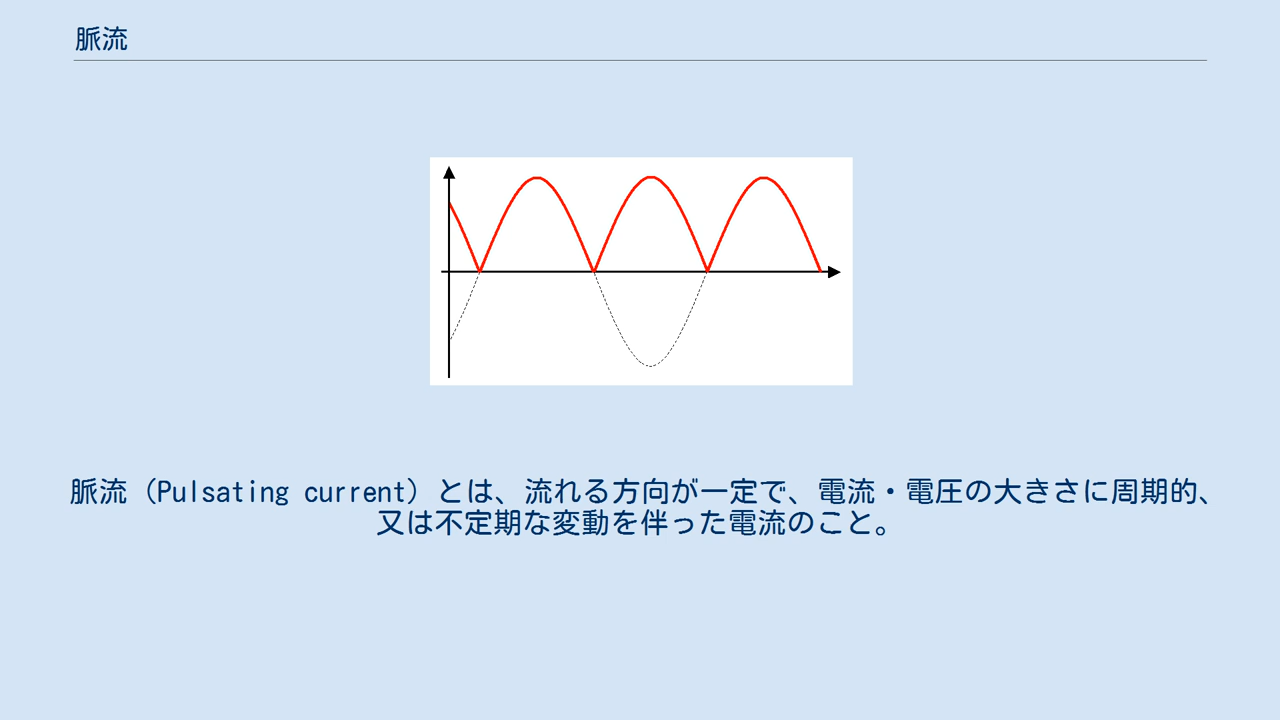 脈流
脈流（Pulsating current）とは、流れる方向が一定で、電流・電圧の大きさに周期的、
又は不定期な変動を伴った電流のこと。